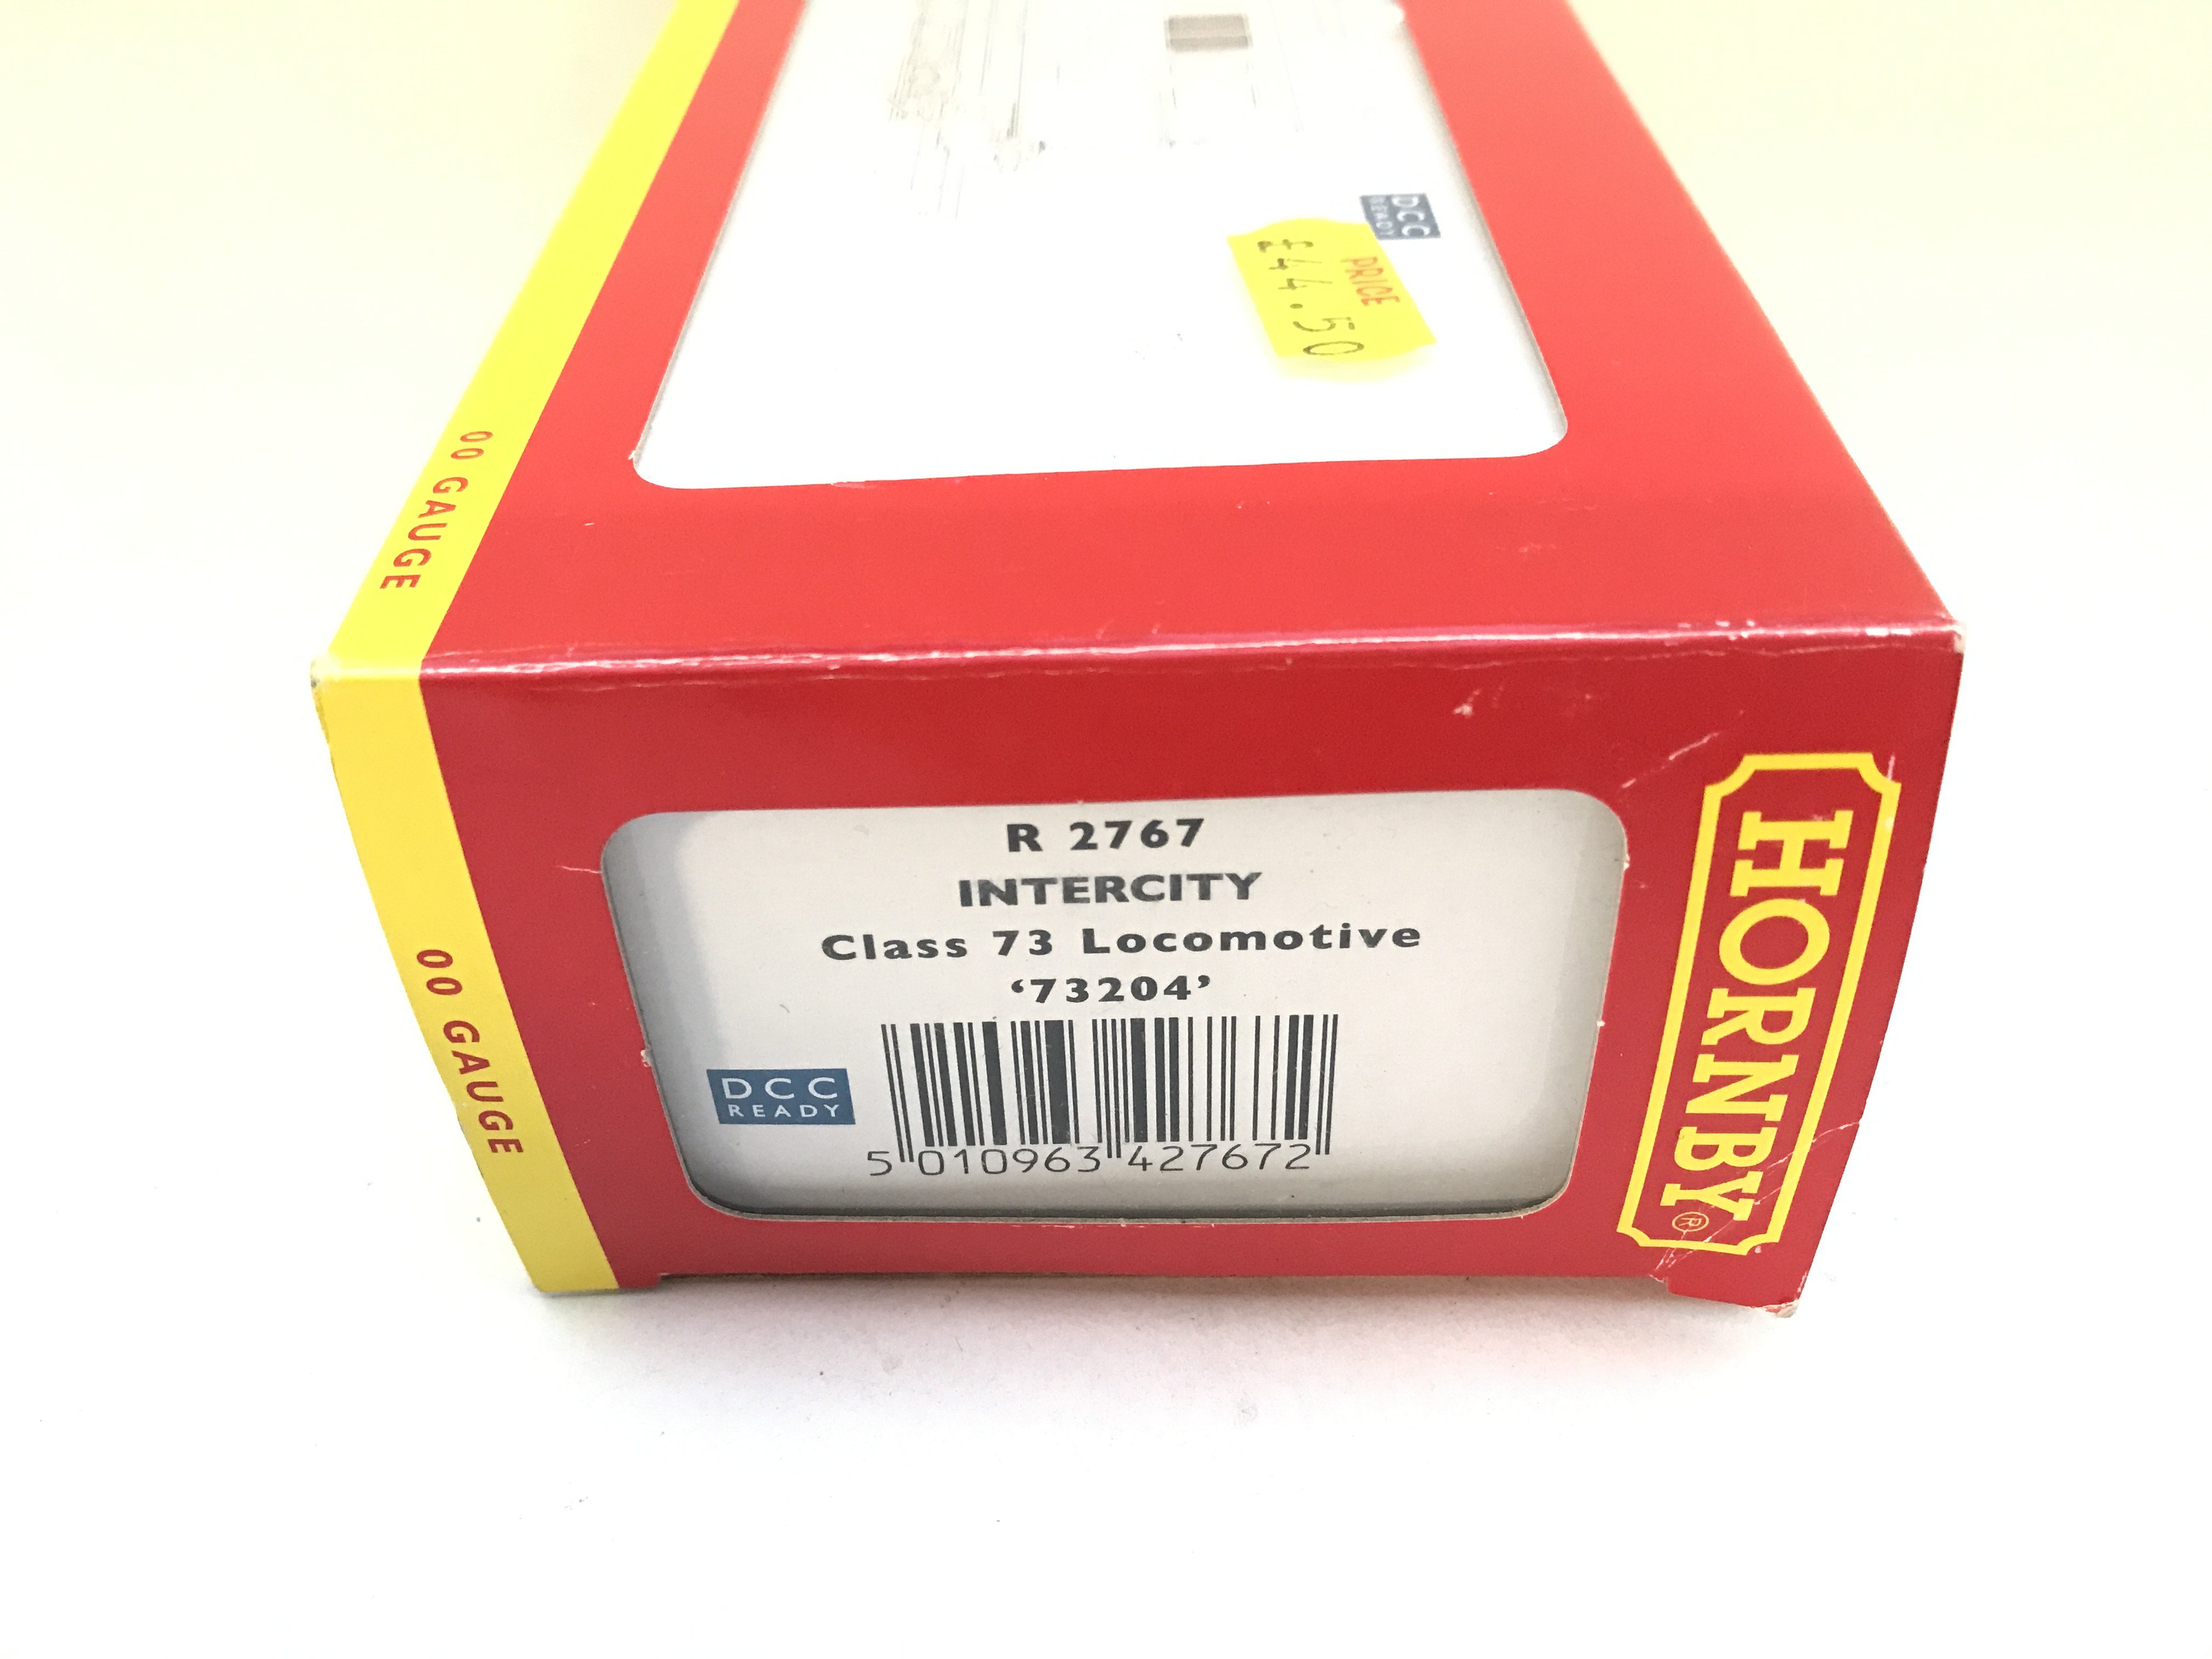 DCC
READY
PRICE
£44.50
00 GAUGE
R 2767
INTERCITY
Class 73 Locomotive
‘73204’
DCC
READY
5 010963 427672
00 GAUGE
HORNBY®